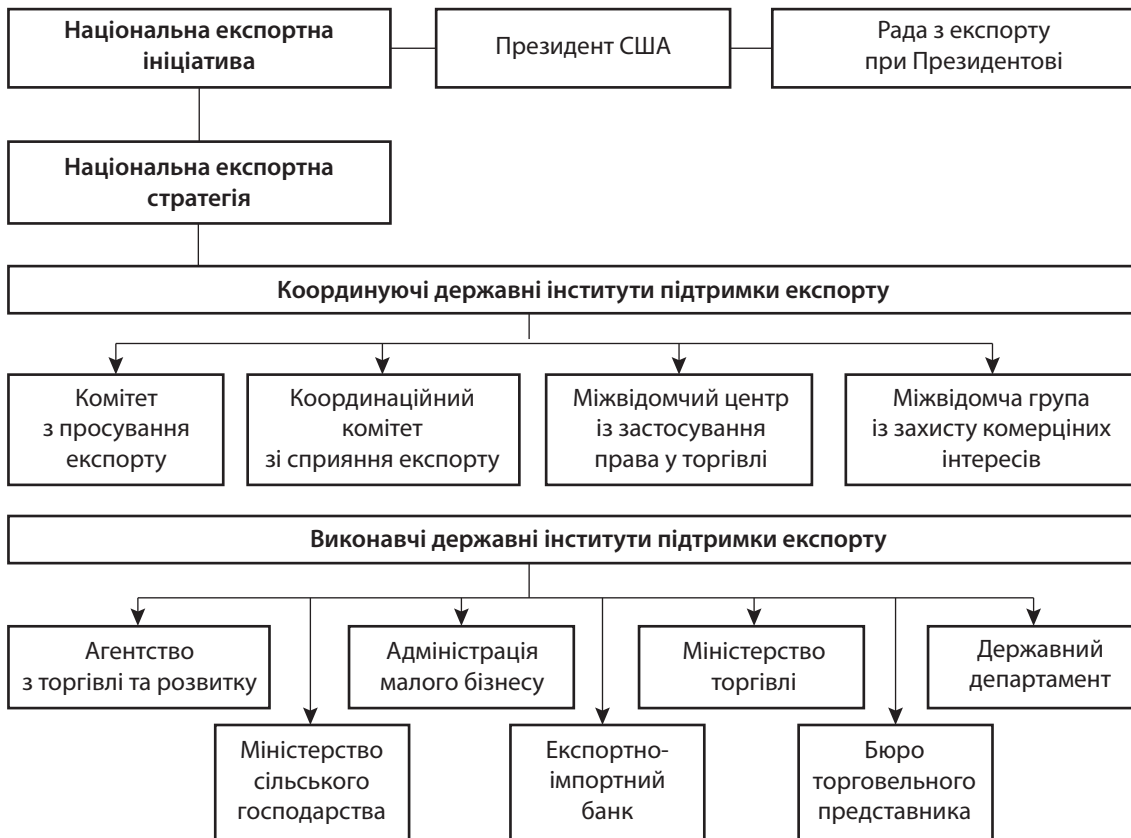 Національна експортна
ініціатива
Президент США
Рада з експорту
при Президентові
Національна експортна
стратегія
Координуючі державні інститути підтримки експорту
Комітет
з просування
експорту
Координаційний
комітет
зі сприяння експорту
Міжвідомчий центр
із застосування
права у торгівлі
Міжвідомча група
із захисту комерціних
інтересів
Виконавчі державні інститути підтримки експорту
Агентство
з торгівлі та розвитку
Адміністрація
малого бізнесу
Міністерство
торгівлі
Державний
департамент
Міністерство
сільського
господарства
Експортно-
імпортний
банк
Бюро
торговельного
представника